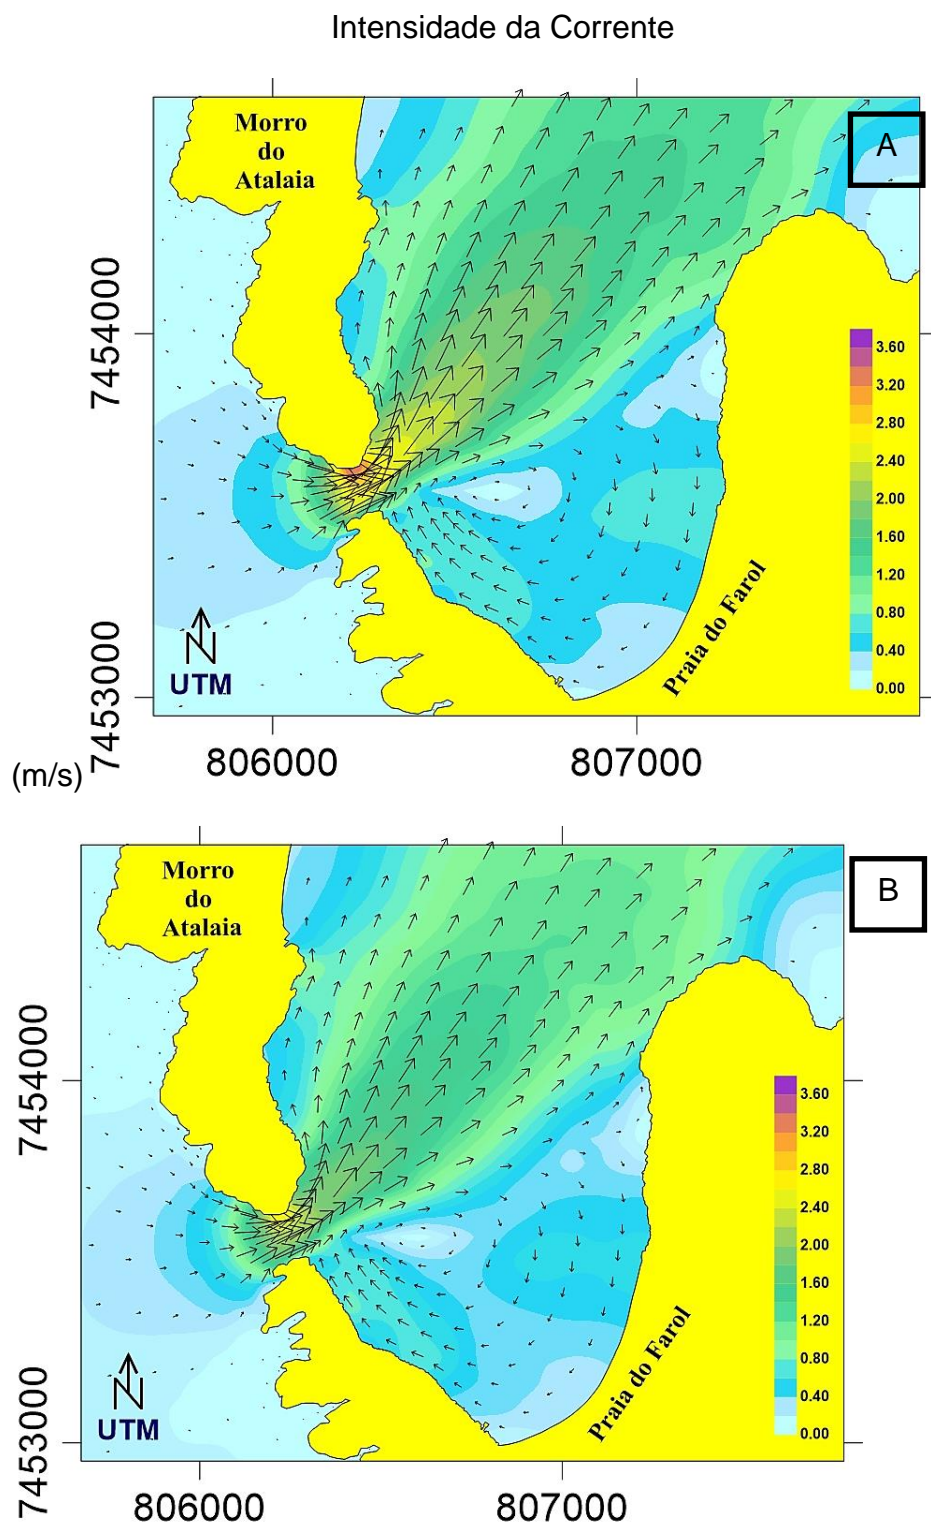 Intensidade da Corrente
Morro
do
Atalaia
A
7454000
3.60
3.20
2.80
2.40
2.00
1.60
1.20
0.80
0.40
0.00
Praia do Farol
N
UTM
7453000
806000
807000
(m/s)
Morro
do
Atalaia
B
7454000
3.60
3.20
2.80
2.40
2.00
1.60
1.20
0.80
0.40
0.00
Praia do Farol
N
UTM
7453000
806000
807000